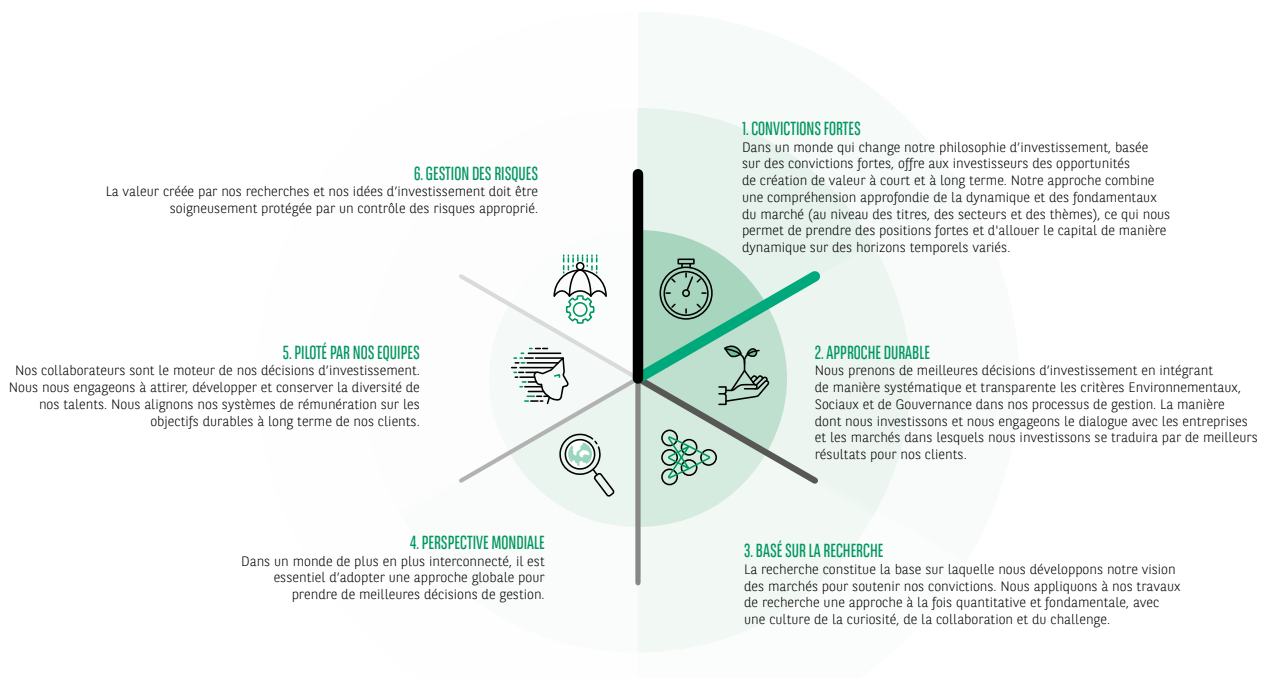 1. CONVICTIONS FORTES
Dans un monde qui change notre philosophie d’investissement, basée
sur des convictions fortes, offre aux investisseurs des opportunités
de création de valeur à court et à long terme. Notre approche combine
une compréhension approfondie de la dynamique et des fondamentaux
du marché (au niveau des titres, des secteurs et des thèmes), ce qui nous
permet de prendre des positions fortes et d'allouer le capital de manière
dynamique sur des horizons temporels variés.
2. APPROCHE DURABLE
Nous prenons de meilleures décisions d’investissement en intégrant
de manière systématique et transparente les critères Environnementaux,
Sociaux et de Gouvernance dans nos processus de gestion. La manière
dont nous investissons et nous engageons le dialogue avec les entreprises
et les marchés dans lesquels nous investissons se traduira par de meilleurs
résultats pour nos clients.
3. BASÉ SUR LA RECHERCHE
La recherche constitue la base sur laquelle nous développons notre vision
des marchés pour soutenir nos convictions. Nous appliquons à nos travaux
de recherche une approche à la fois quantitative et fondamentale, avec
une culture de la curiosité, de la collaboration et du challenge.
4. PERSPECTIVE MONDIALE
Dans un monde de plus en plus interconnecté, il est
essentiel d’adopter une approche globale pour
prendre de meilleures décisions de gestion.
5. PILOTÉ PAR NOS EQUIPES
Nos collaborateurs sont le moteur de nos décisions d’investissement.
Nous nous engageons à attirer, développer et conserver la diversité de
nos talents. Nous alignons nos systèmes de rémunération sur les
objectifs durables à long terme de nos clients.
6. GESTION DES RISQUES
La valeur créée par nos recherches et nos idées d’investissement doit être
soigneusement protégée par un contrôle des risques approprié.